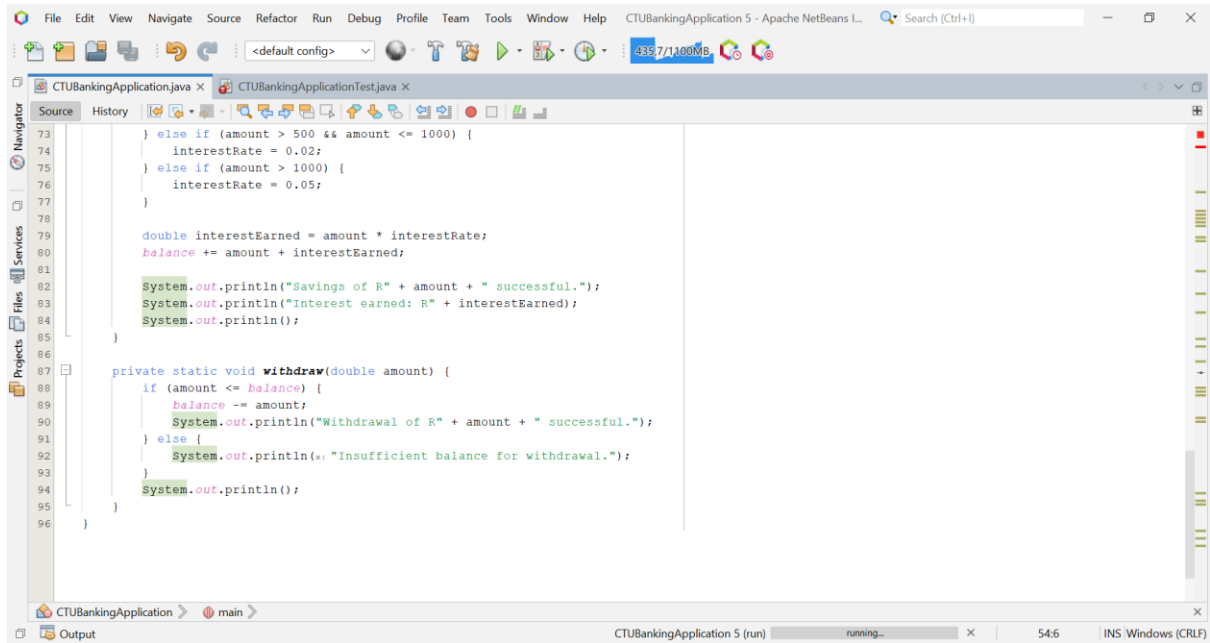 File Edit View Navigate Source Refactor Run Debug Profile Team Tools Window Help CTUBankingApplication 5 - Apache NetBeans I... Search (Ctrl+I)
<default config> 435,7/1100MB
CTUBankingApplication.java × CTUBankingApplicationTest.java ×
Source History
Navigator
Services
Files
Projects
73 } else if (amount > 500 && amount <= 1000) {
74 interestRate = 0.02;
75 } else if (amount > 1000) {
76 interestRate = 0.05;
77 }
78
79 double interestEarned = amount * interestRate;
80 balance += amount + interestEarned;
81
82 System.out.println("Savings of R" + amount + " successful.");
83 System.out.println("Interest earned: R" + interestEarned);
84 System.out.println();
85 }
86
87 private static void withdraw(double amount) {
88 if (amount <= balance) {
89 balance -= amount;
90 System.out.println("Withdrawal of R" + amount + " successful.");
91 } else {
92 System.out.println(x: "Insufficient balance for withdrawal.");
93 }
94 System.out.println();
95 }
96 }
CTUBankingApplication main
Output CTUBankingApplication 5 (run) running... × 54:6 INS Windows (CRLF)